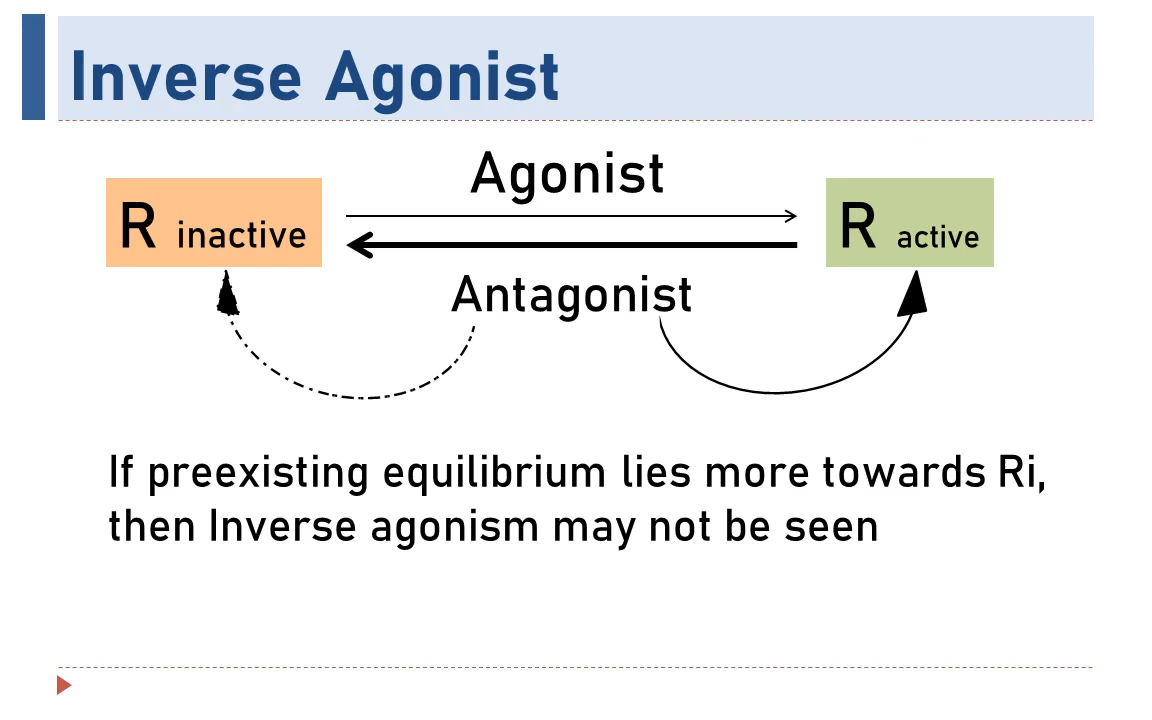 Inverse Agonist
Agonist
R inactive
R active
Antagonist
If preexisting equilibrium lies more towards Ri,
then Inverse agonism may not be seen